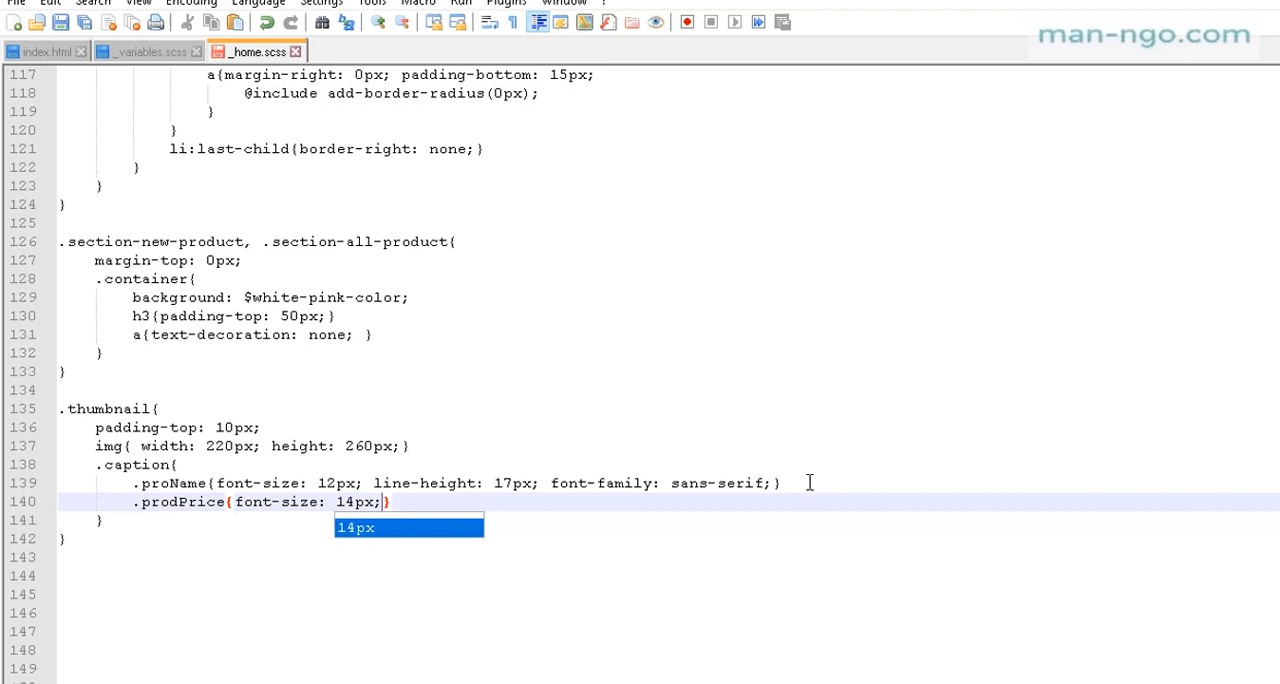 File Edit Search View Encoding Language Settings Tools Macro Run Plugins Window ?
man-ngo.com
index.html _variables.scss _home.scss
117 a{margin-right: 0px; padding-bottom: 15px;
118 @include add-border-radius(0px);
119 }
120 }
121 li:last-child{border-right: none;}
122 }
123 }
124 }
125
126 .section-new-product, .section-all-product{
127 margin-top: 0px;
128 .container{
129 background: $white-pink-color;
130 h3{padding-top: 50px;}
131 a{text-decoration: none; }
132 }
133 }
134
135 .thumbnail{
136 padding-top: 10px;
137 img{ width: 220px; height: 260px;}
138 .caption{
139 .proName{font-size: 12px; line-height: 17px; font-family: sans-serif;}
140 .prodPrice{font-size: 14px;}
141 }
14px
142 }
143
144
145
146
147
148
149